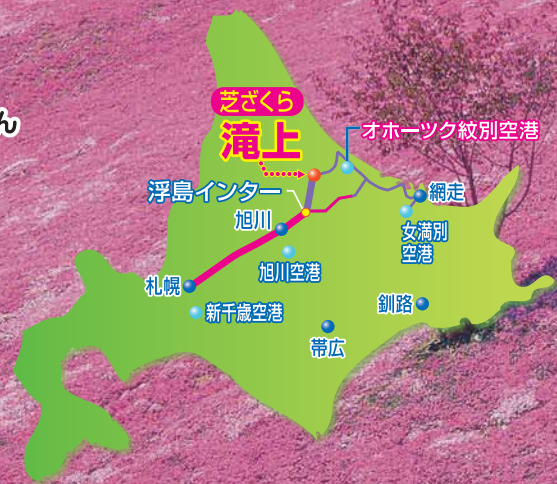 ん
芝ざくら
滝上
オホーツク紋別空港
浮島インター
網走
旭川
女満別
空港
旭川空港
札幌
釧路
新千歳空港
帯広